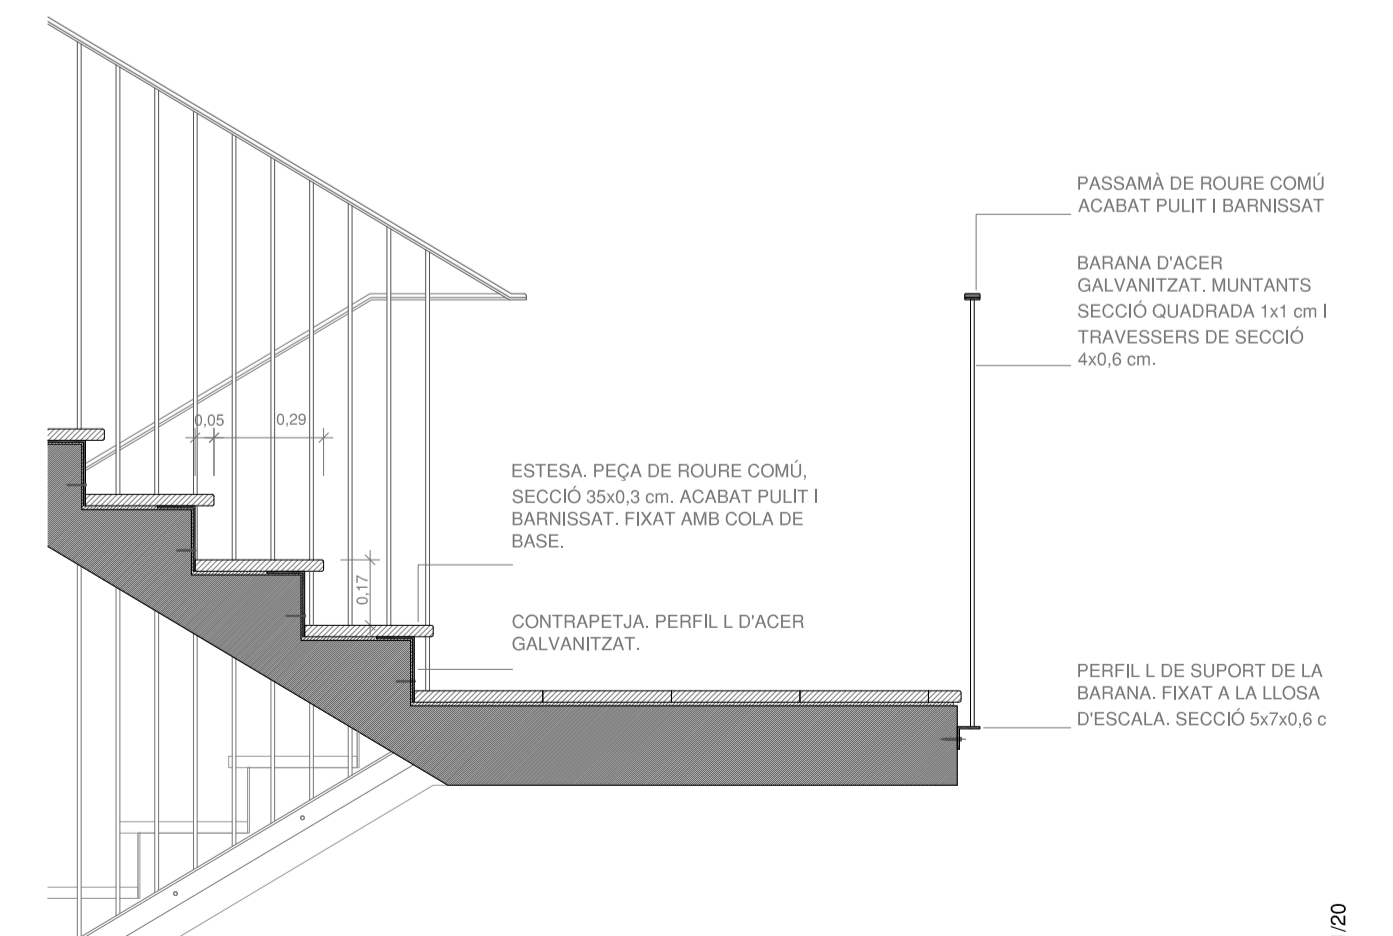 PASSAMÀ DE ROURE COMÚ
ACABAT PULIT I BARNISSAT
BARANA D'ACER
GALVANITZAT. MUNTANTS
SECCIÓ QUADRADA 1x1 cm I
TRAVESSERS DE SECCIÓ
4x0,6 cm.
0,05
0,29
ESTESA. PEÇA DE ROURE COMÚ,
SECCIÓ 35x0,3 cm. ACABAT PULIT I
BARNISSAT. FIXAT AMB COLA DE
BASE.
0,17
CONTRAPETJA. PERFIL L D'ACER
GALVANITZAT.
PERFIL L DE SUPORT DE LA
BARANA. FIXAT A LA LLOSA
D'ESCALA. SECCIÓ 5x7x0,6 c
/20